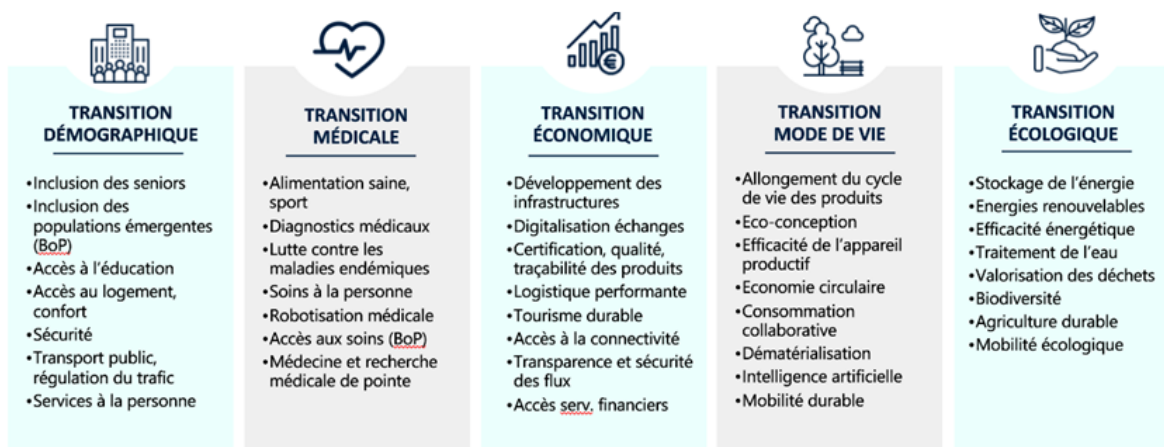 TRANSITION
DÉMOGRAPHIQUE
•Inclusion des seniors
•Inclusion des
populations émergentes
(BoP)
•Accès à l'éducation
•Accès au logement,
confort
•Sécurité
•Transport public,
régulation du trafic
•Services à la personne
TRANSITION
MÉDICALE
•Alimentation saine,
sport
•Diagnostics médicaux
•Lutte contre les
maladies endémiques
•Soins à la personne
•Robotisation médicale
•Accès aux soins (BoP)
•Médecine et recherche
médicale de pointe
TRANSITION
ÉCONOMIQUE
•Développement des
infrastructures
•Digitalisation échanges
•Certification, qualité,
traçabilité des produits
•Logistique performante
•Tourisme durable
•Accès à la connectivité
•Transparence et sécurité
des flux
•Accès serv. financiers
TRANSITION
MODE DE VIE
•Allongement du cycle
de vie des produits
•Eco-conception
•Efficacité de l'appareil
productif
•Economie circulaire
•Consommation
collaborative
•Dématérialisation
•Intelligence artificielle
•Mobilité durable
TRANSITION
ÉCOLOGIQUE
•Stockage de l'énergie
•Energies renouvelables
•Efficacité énergétique
•Traitement de l'eau
•Valorisation des déchets
•Biodiversité
•Agriculture durable
•Mobilité écologique